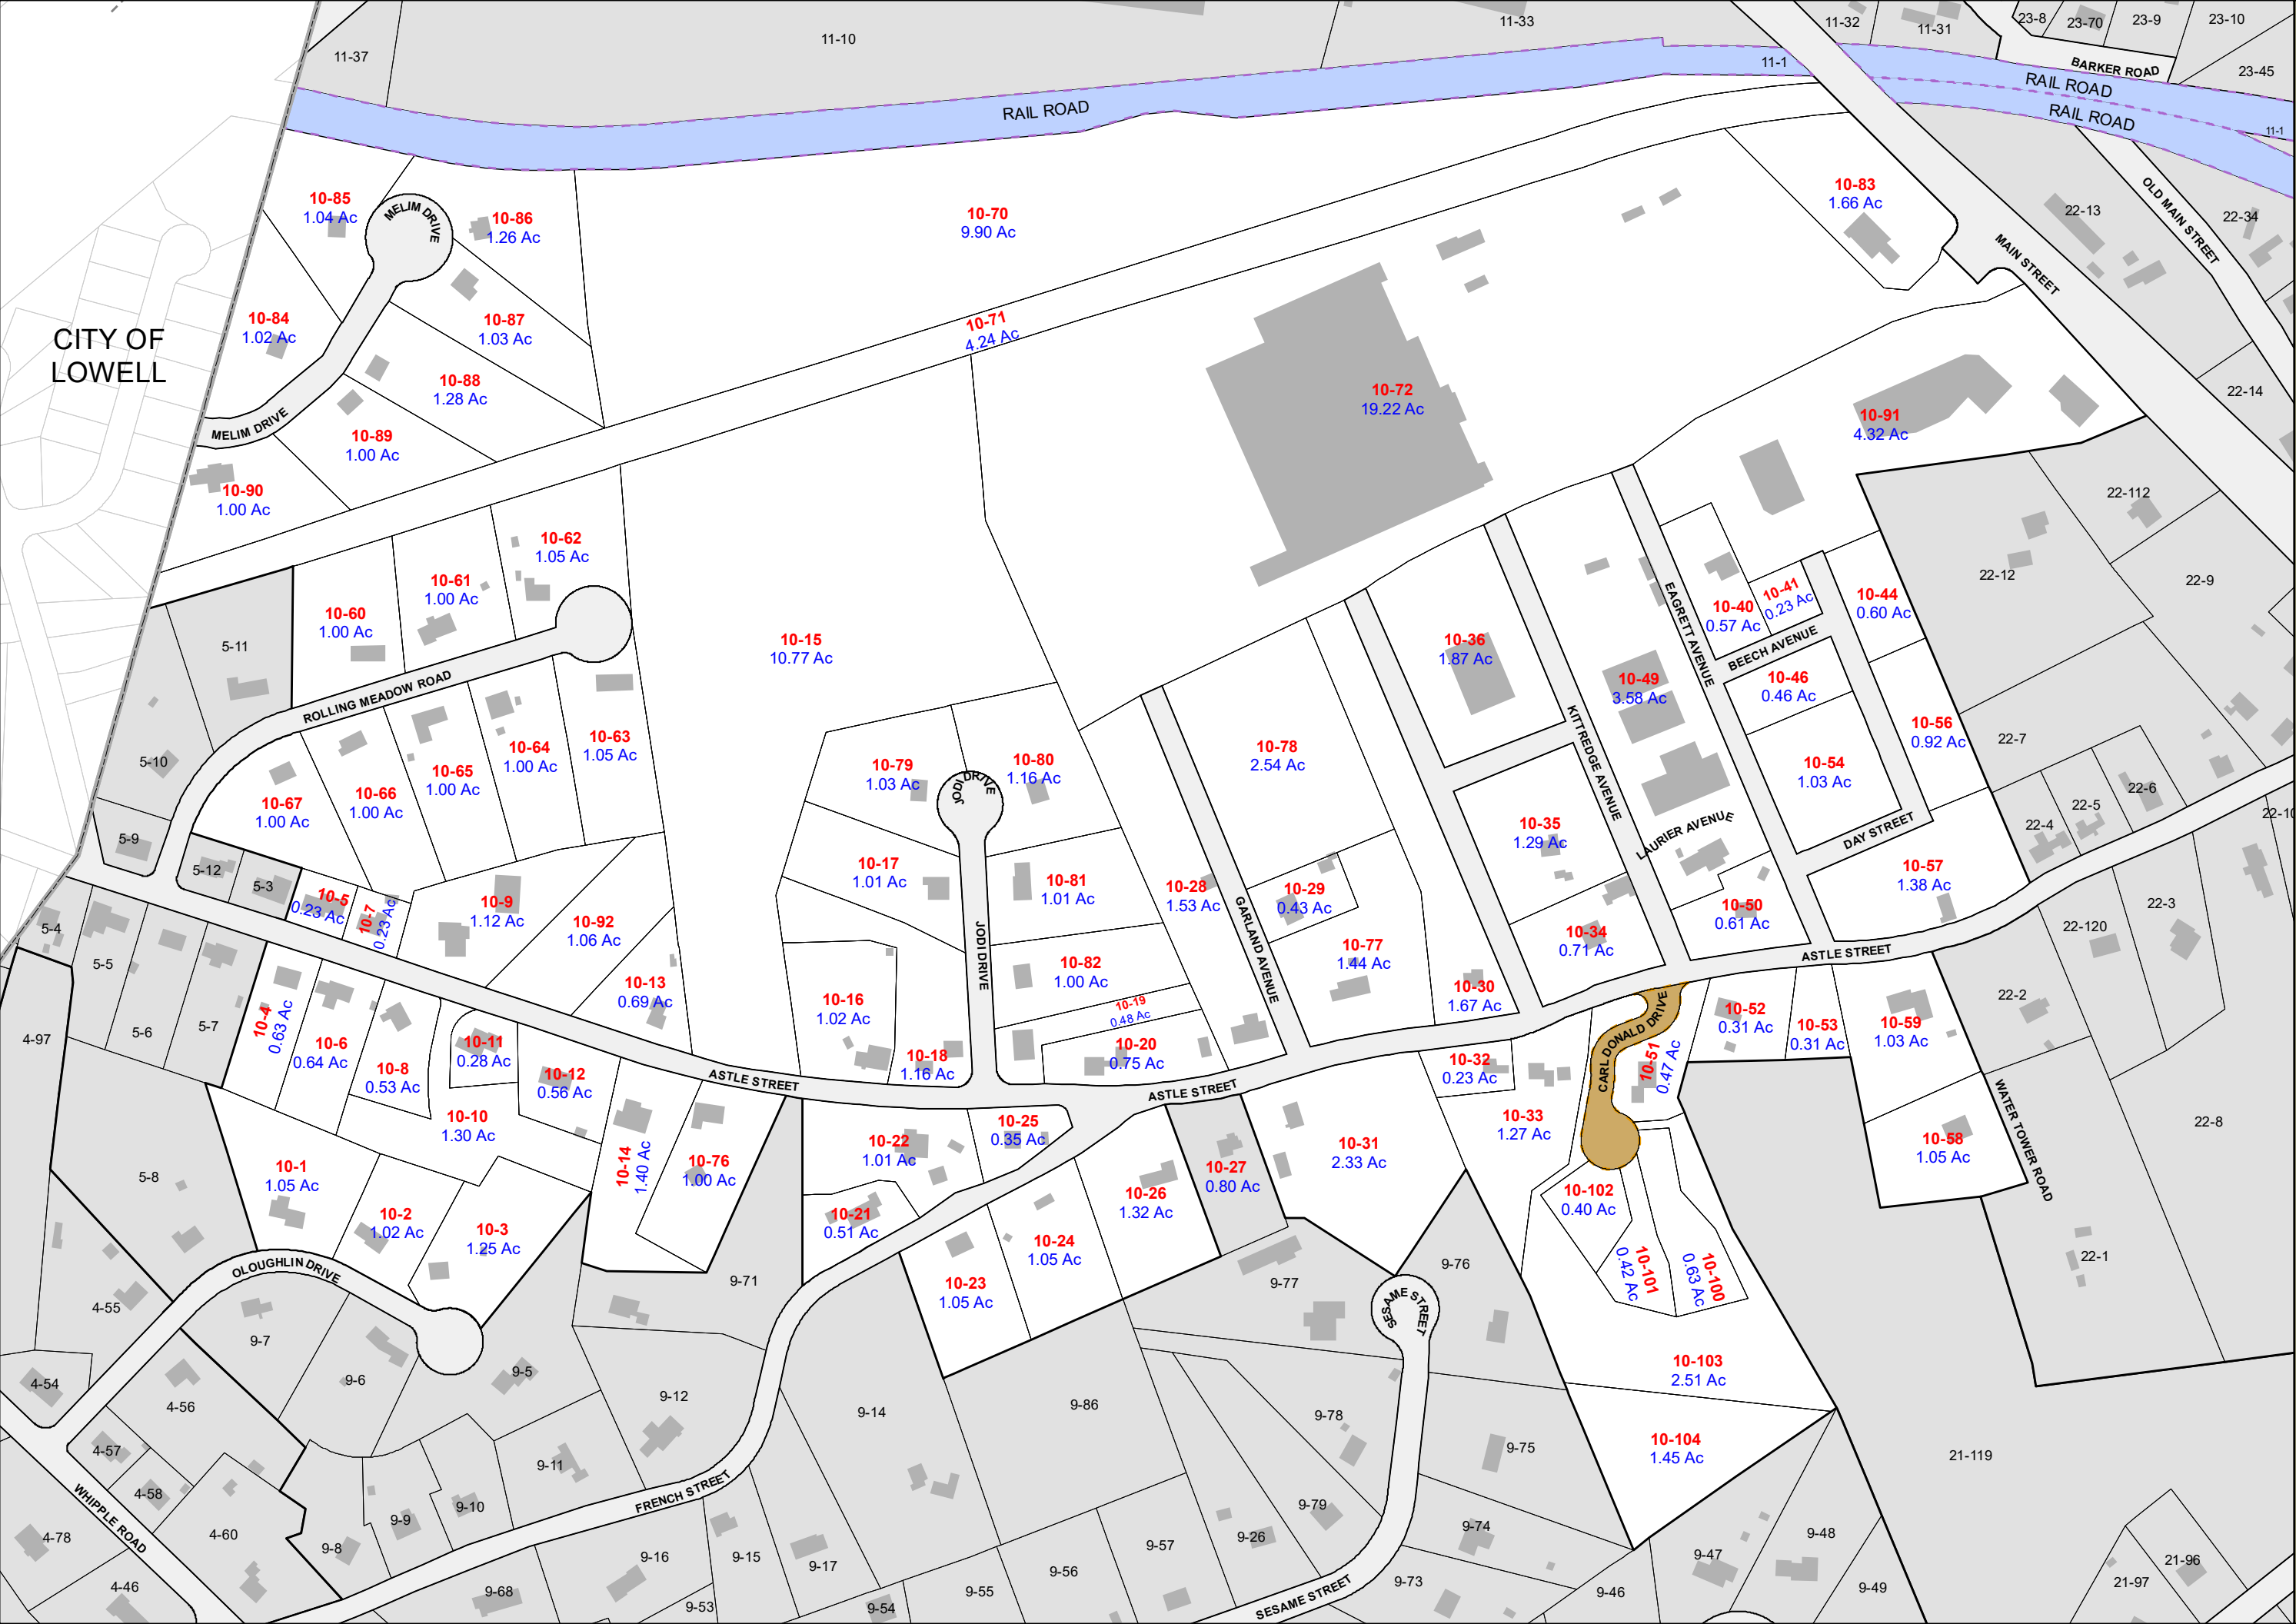 11-37
11-10
11-33
11-32
11-31
23-8
23-70
23-9
23-10
BARKER ROAD
23-45
11-1
RAIL ROAD
RAIL ROAD
RAIL ROAD
11-1
OLD MAIN STREET
22-13
22-34
MAIN STREET
22-14
CITY OF
LOWELL
10-85
1.04 Ac
MELIM DRIVE
10-86
1.26 Ac
10-70
9.90 Ac
10-83
1.66 Ac
10-84
1.02 Ac
10-87
1.03 Ac
10-71
4.24 Ac
10-88
1.28 Ac
10-72
19.22 Ac
10-91
4.32 Ac
MELIM DRIVE
10-89
1.00 Ac
10-90
1.00 Ac
22-112
22-12
22-9
10-62
1.05 Ac
10-61
1.00 Ac
10-60
1.00 Ac
5-11
10-15
10.77 Ac
10-36
1.87 Ac
EAGRETT AVENUE
10-40
0.57 Ac
10-41
0.23 Ac
10-44
0.60 Ac
BEECH AVENUE
10-46
0.46 Ac
10-49
3.58 Ac
ROLLING MEADOW ROAD
5-10
10-63
1.05 Ac
10-64
1.00 Ac
10-65
1.00 Ac
10-66
1.00 Ac
10-67
1.00 Ac
10-79
1.03 Ac
JODI DRIVE
10-80
1.16 Ac
10-78
2.54 Ac
KITTREDGE AVENUE
10-54
1.03 Ac
10-56
0.92 Ac
22-7
22-6
22-5
22-4
22-10
5-9
5-12
5-3
10-5
0.23 Ac
10-7
0.23 Ac
10-9
1.12 Ac
10-92
1.06 Ac
10-17
1.01 Ac
10-81
1.01 Ac
10-28
1.53 Ac
GARLAND AVENUE
10-29
0.43 Ac
10-35
1.29 Ac
LAURIER AVENUE
DAY STREET
10-57
1.38 Ac
10-50
0.61 Ac
22-3
22-120
5-4
5-5
5-6
5-7
4-97
10-13
0.69 Ac
JODI DRIVE
10-82
1.00 Ac
10-77
1.44 Ac
10-34
0.71 Ac
ASTLE STREET
10-30
1.67 Ac
22-2
10-4
0.63 Ac
10-6
0.64 Ac
10-8
0.53 Ac
10-11
0.28 Ac
10-12
0.56 Ac
10-16
1.02 Ac
10-18
1.16 Ac
10-19
0.48 Ac
10-20
0.75 Ac
10-32
0.23 Ac
CARL DONALD DRIVE
10-51
0.47 Ac
10-52
0.31 Ac
10-53
0.31 Ac
10-59
1.03 Ac
ASTLE STREET
ASTLE STREET
10-10
1.30 Ac
10-14
1.40 Ac
10-76
1.00 Ac
10-22
1.01 Ac
10-25
0.35 Ac
10-27
0.80 Ac
10-31
2.33 Ac
10-33
1.27 Ac
10-58
1.05 Ac
WATER TOWER ROAD
22-8
5-8
10-1
1.05 Ac
10-2
1.02 Ac
10-3
1.25 Ac
10-21
0.51 Ac
10-26
1.32 Ac
10-24
1.05 Ac
10-23
1.05 Ac
10-102
0.40 Ac
10-101
0.42 Ac
10-100
0.63 Ac
22-1
OLOUGHLIN DRIVE
4-55
9-71
9-77
9-76
SESAME STREET
9-7
9-6
9-5
9-12
4-54
4-56
10-103
2.51 Ac
9-14
9-86
9-78
9-75
10-104
1.45 Ac
21-119
4-57
4-58
9-11
9-10
9-9
FRENCH STREET
WHIPPLE ROAD
4-78
4-60
9-8
4-46
9-68
9-16
9-15
9-17
9-53
9-54
9-55
9-56
9-57
9-26
9-79
9-74
9-73
SESAME STREET
9-46
9-47
9-48
9-49
21-97
21-96